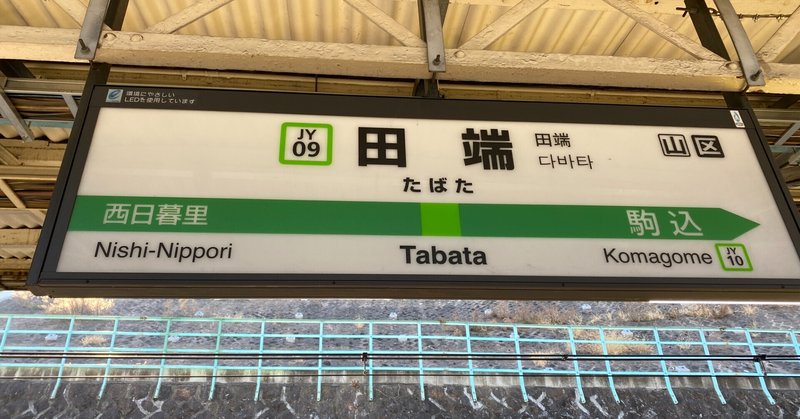 環境にやさしい
LEDを使用しています
JY
09
田端
田端
다바타
山区
たばた
西日暮里
駒込
Nishi-Nippori
Tabata
Komagome
JY
10